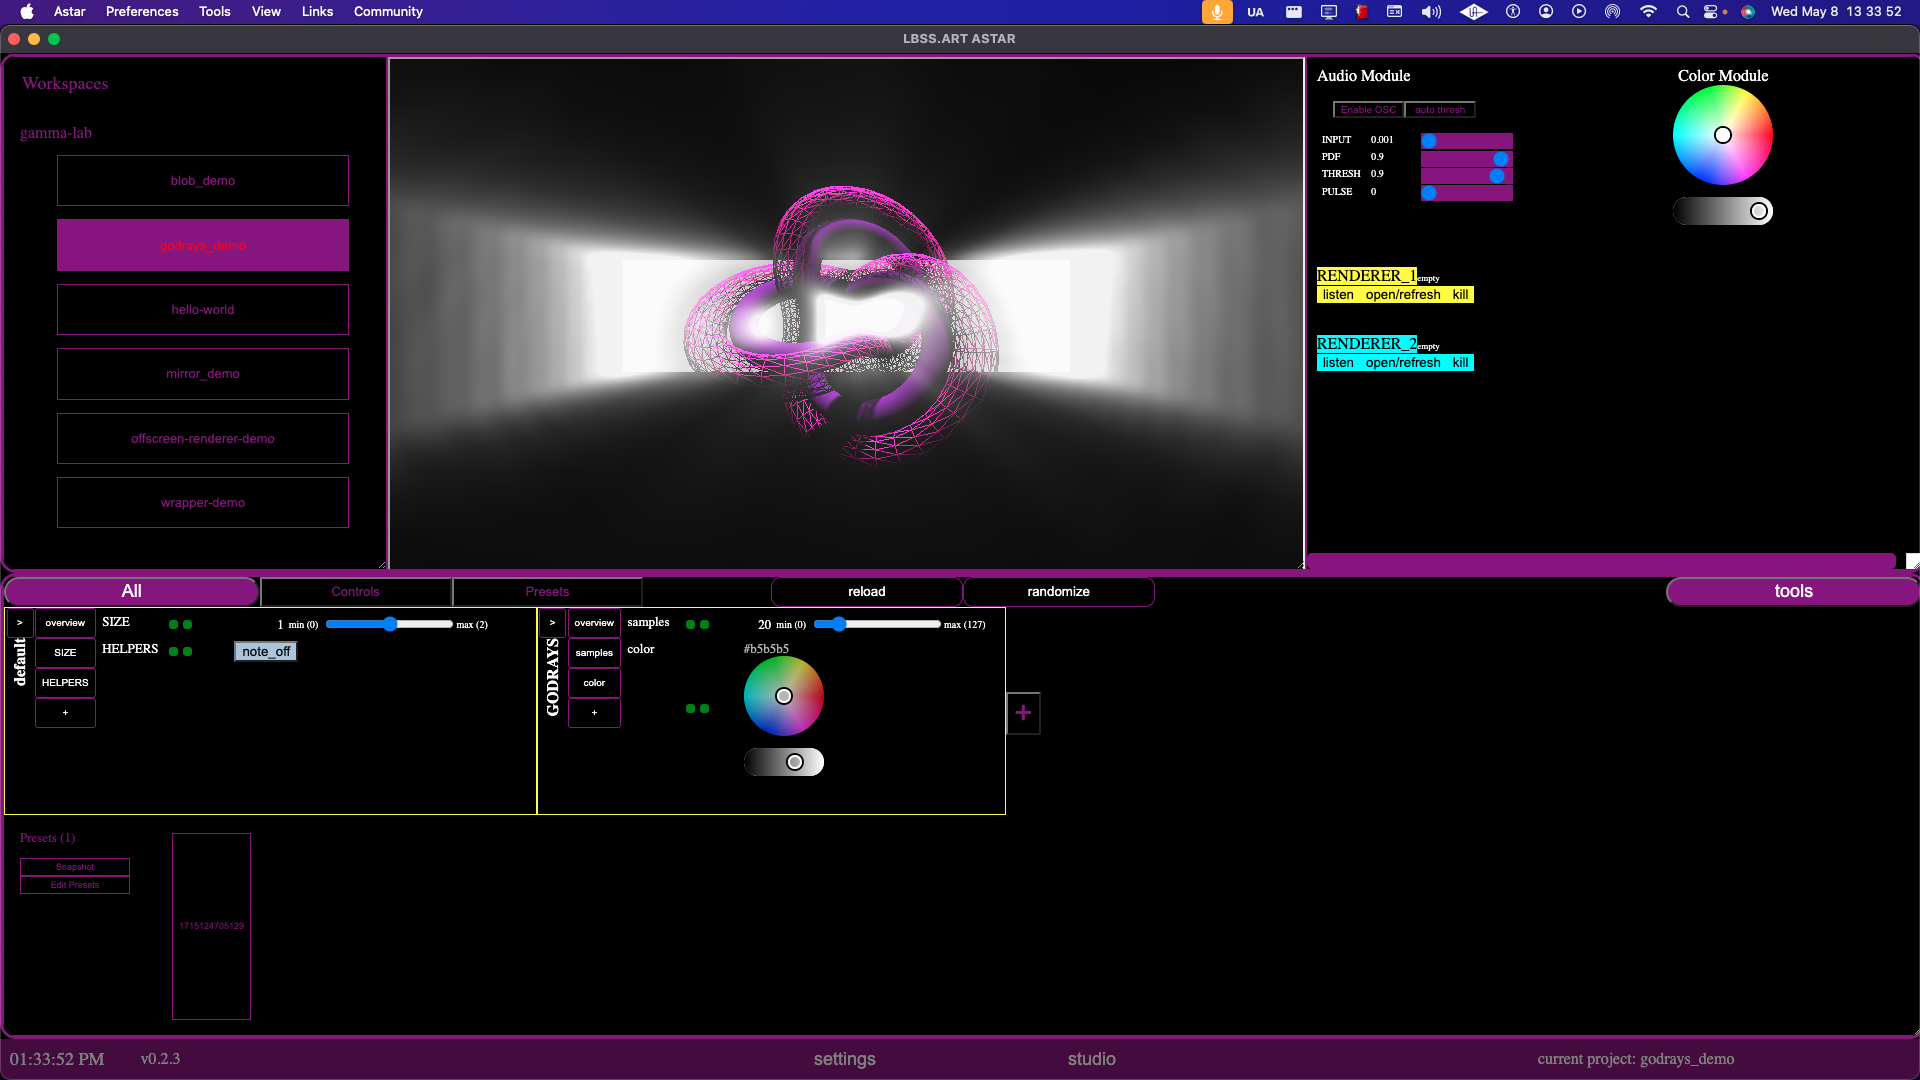 Astar Preferences Tools View Links Community UA Wed May 8 13 33 52
LBSS.ART ASTAR
Workspaces
gamma-lab
blob_demo
godrays_demo
hello-world
mirror_demo
offscreen-renderer-demo
wrapper-demo
Audio Module
Enable OSC auto thresh
INPUT 0.001
PDF 0.9
THRESH 0.9
PULSE 0
Color Module
RENDERER_1 empty
listen open/refresh kill
RENDERER_2 empty
listen open/refresh kill
All Controls Presets reload randomize tools
default
> overview SIZE 1 min (0) max (2)
SIZE HELPERS note_off
HELPERS
+
GODRAYS
> overview samples 20 min (0) max (127)
samples color #b5b5b5
color
+
+
Presets (1)
Snapshot
Edit Presets
1715124705129
01:33:52 PM v0.2.3 settings studio current project: godrays_demo